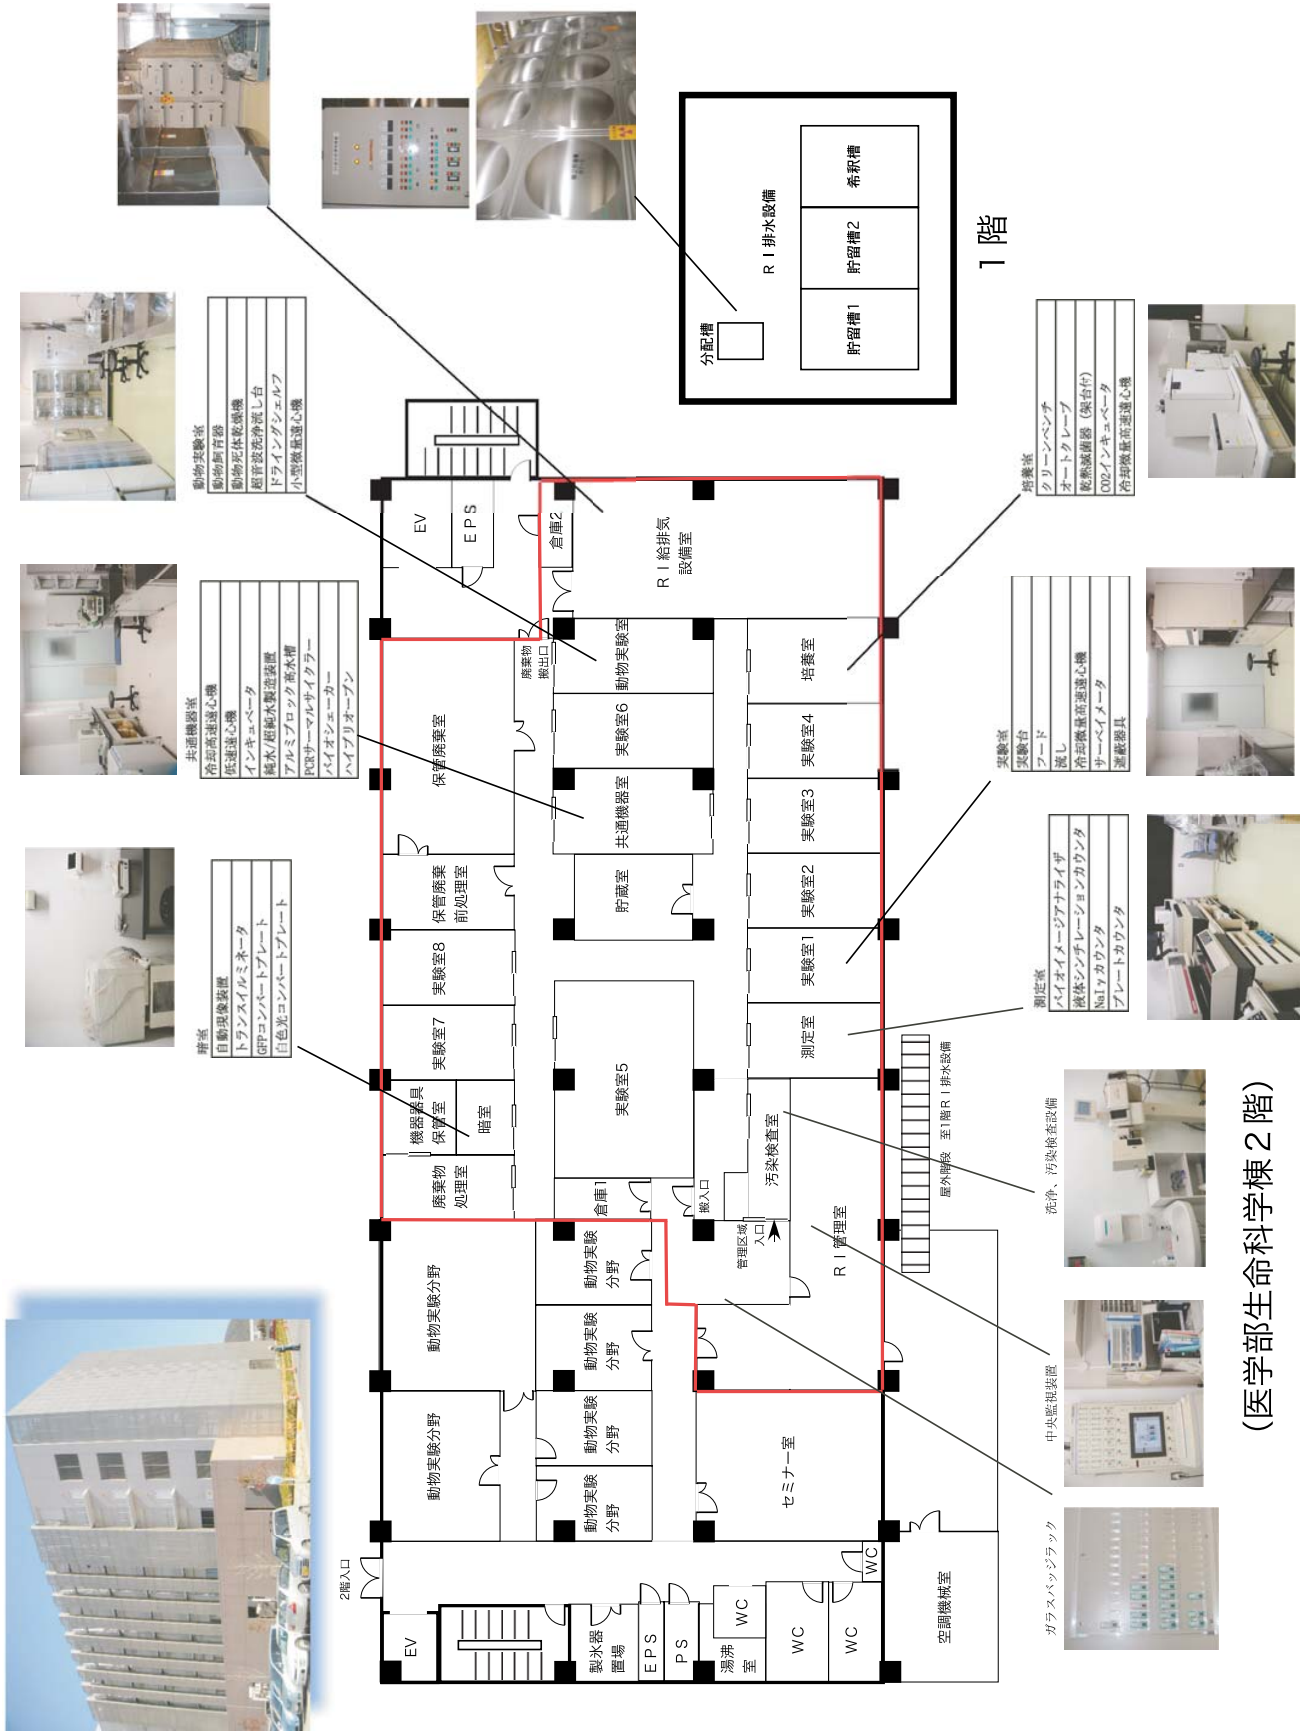 動物実験室
動物飼育器
動物死体乾燥機
超音波洗浄流し台
ドライングシェルフ
小型微量遠心機
共通機器室
冷却高速遠心機
低速遠心機
インキュベータ
純水/超純水製造装置
アルミブロック高水槽
PCRサーマルサイクラー
バイオシェーカー
ハイブリオーブン
暗室
自動現像装置
トランスイルミネータ
GFPコンバートプレート
白色光コンバートプレート
2階入口
EV
製氷器
置場
EPS
PS
湯沸
室
WC
WC
WC
WC
空調機械室
動物実験分野
動物実験分野
動物実験
分野
動物実験
分野
動物実験
分野
動物実験
分野
セミナー室
廃棄物
処理室
機器器具
保管室
暗室
実験室7
実験室8
保管廃棄
前処理室
保管廃棄室
廃棄物
搬出口
EV
EPS
倉庫2
RI給排気
設備室
倉庫1
搬入口
実験室5
貯蔵室
共通機器室
実験室6
動物実験室
管理区域
入口
汚染検査室
RI管理室
測定室
実験室1
実験室2
実験室3
実験室4
培養室
屋外階段 至1階RI排水設備
分配槽
RI排水設備
貯留槽1
貯留槽2
希釈槽
1階
培養室
クリーンベンチ
オートクレーブ
乾熱滅菌器（架台付）
CO2インキュベータ
冷却微量高速遠心機
実験室
実験台
フード
流し
冷却微量高速遠心機
サーベイメータ
遮蔽器具
測定室
バイオイメージアナライザ
液体シンチレーションカウンタ
NaIγカウンタ
プレートカウンタ
洗浄、汚染検査設備
中央監視装置
ガラスバッジラック
(医学部生命科学棟2階)